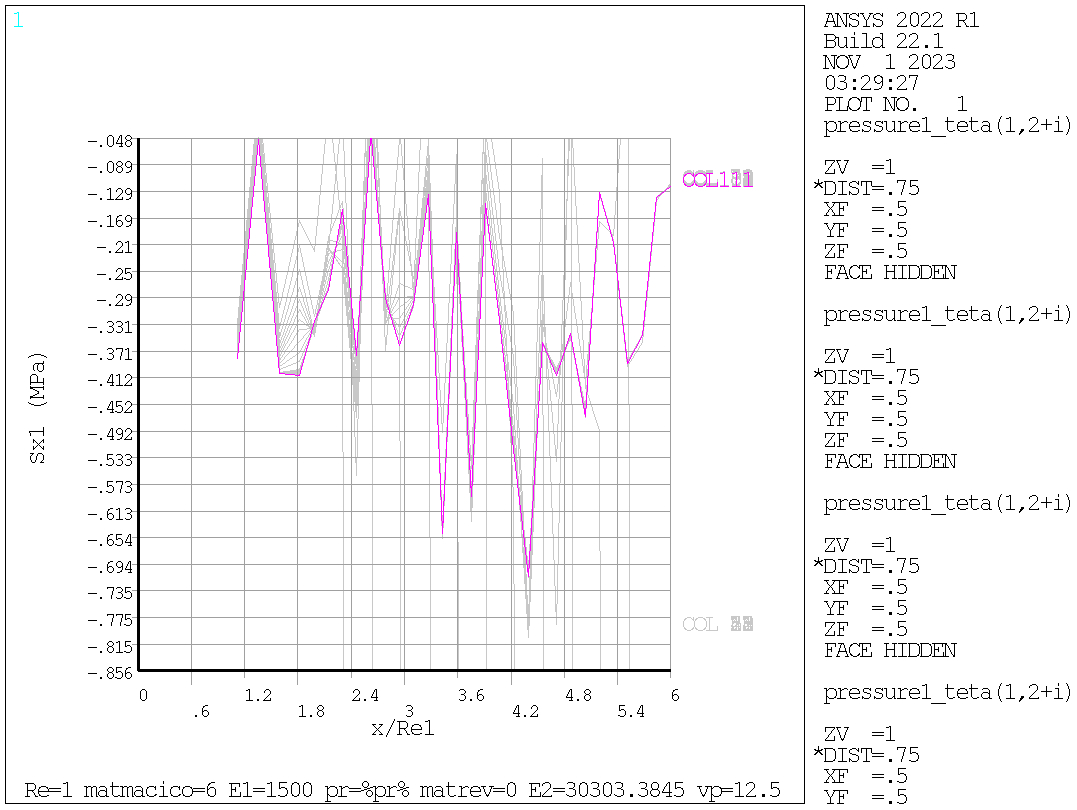 1
ANSYS 2022 R1
Build 22.1
NOV 1 2023
03:29:27
PLOT NO. 1
pressure1_teta(1,2+i)
ZV =1
*DIST=.75
XF =.5
YF =.5
ZF =.5
FACE HIDDEN
pressure1_teta(1,2+i)
ZV =1
*DIST=.75
XF =.5
YF =.5
ZF =.5
FACE HIDDEN
pressure1_teta(1,2+i)
ZV =1
*DIST=.75
XF =.5
YF =.5
ZF =.5
FACE HIDDEN
pressure1_teta(1,2+i)
ZV =1
*DIST=.75
XF =.5
YF =.5
-.048
-.089
-.129
-.169
-.21
-.25
-.29
-.331
-.371
-.412
-.452
-.492
-.533
-.573
-.613
-.654
-.694
-.735
-.775
-.815
-.856
Sx1 (MPa)
COL
0 1.2 2.4 3.6 4.8 6
.6 1.8 3 4.2 5.4
x/Re1
Re=1 matmacico=6 E1=1500 pr=%pr% matrev=0 E2=30303.3845 vp=12.5